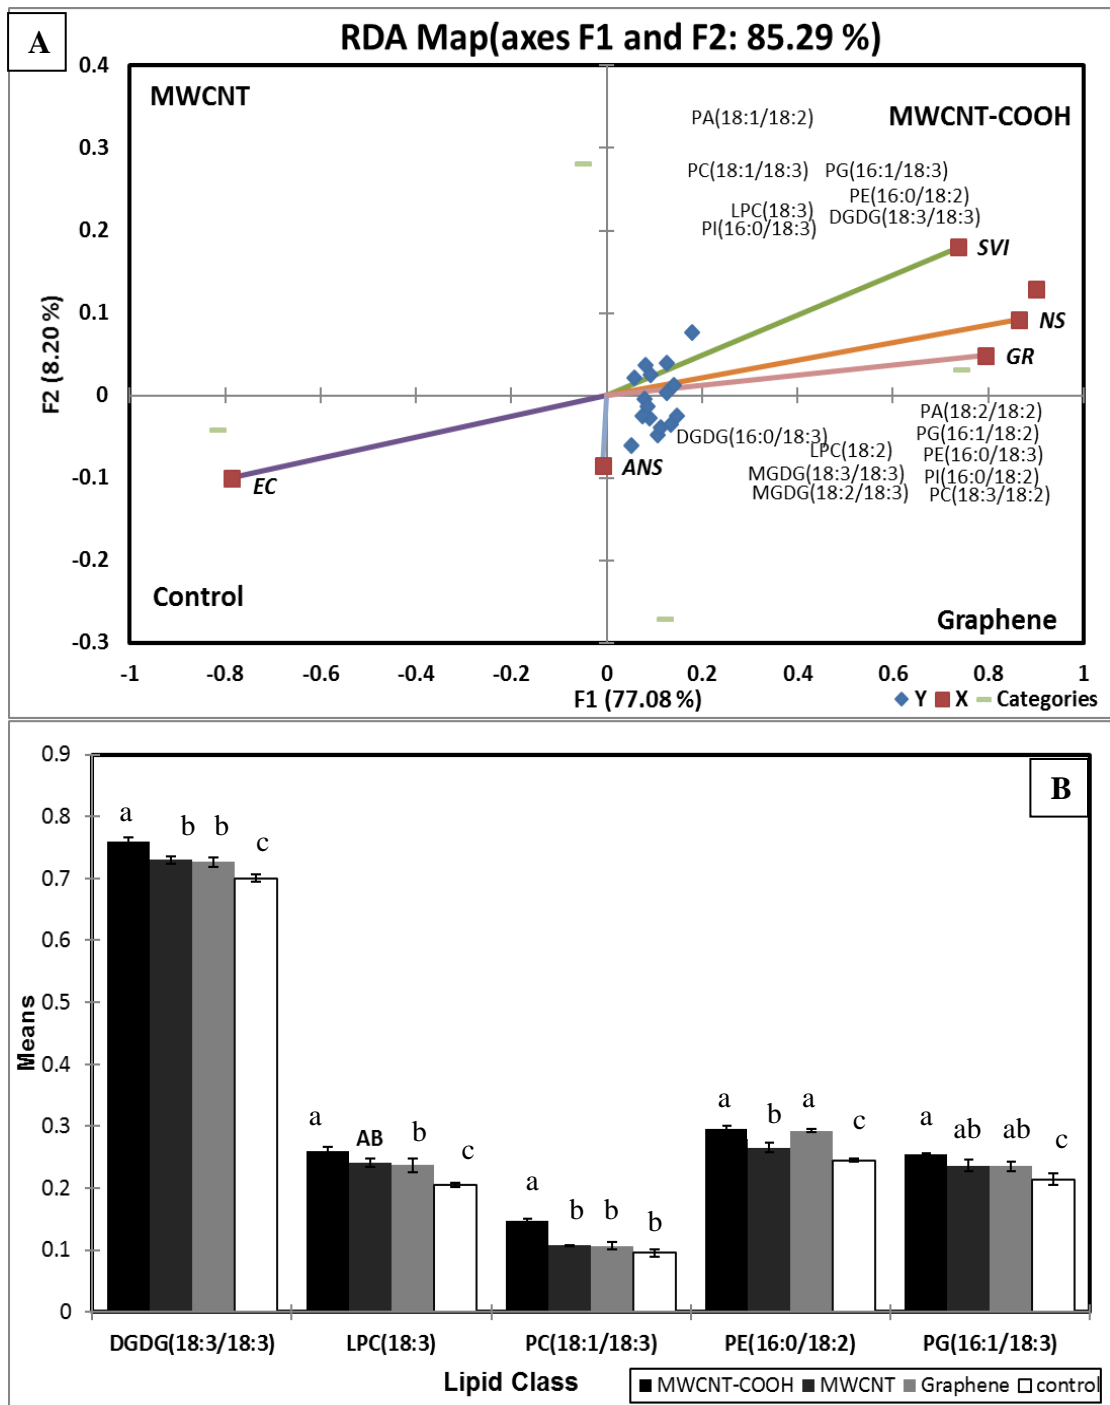 A
RDA Map(axes F1 and F2: 85.29 %)
0.4
MWCNT
MWCNT-COOH
PA(18:1/18:2)
0.3
PC(18:1/18:3) PG(16:1/18:3)
PE(16:0/18:2)
LPC(18:3) DGDG(18:3/18:3)
PI(16:0/18:3)
0.2
SVI
0.1
NS
GR
F2 (8.20 %)
0
PA(18:2/18:2)
DGDG(16:0/18:3) PG(16:1/18:2)
LPC(18:2) PE(16:0/18:3)
MGDG(18:3/18:3) PI(16:0/18:2)
MGDG(18:2/18:3) PC(18:3/18:2)
ANS
EC
-0.1
-0.2
Control
Graphene
-0.3
-1 -0.8 -0.6 -0.4 -0.2 0 0.2 0.4 0.6 0.8 1
F1 (77.08 %)
Y X Categories
B
0.9
0.8
0.7
0.6
0.5
0.4
0.3
0.2
0.1
0
Means
a b b c
a AB b c
a b b b
a b a c
a ab ab c
DGDG(18:3/18:3) LPC(18:3) PC(18:1/18:3) PE(16:0/18:2) PG(16:1/18:3)
Lipid Class
MWCNT-COOH MWCNT Graphene control